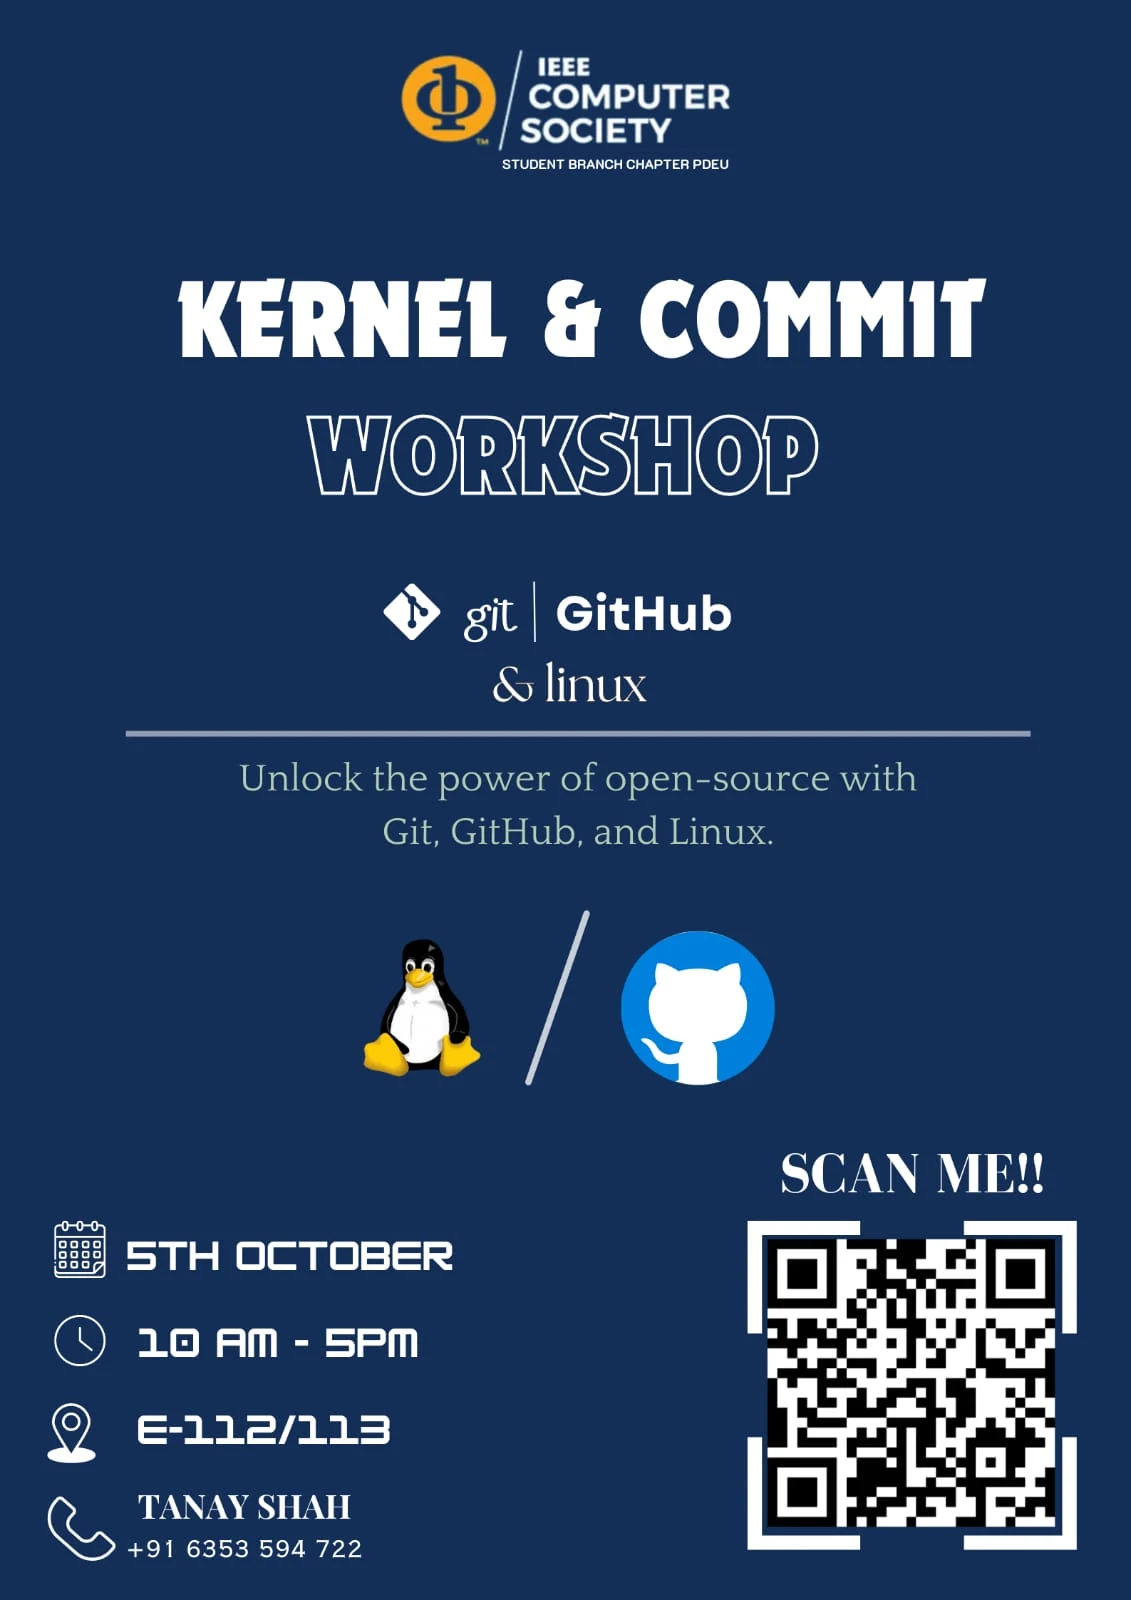 IEEE
COMPUTER
SOCIETY
TM
STUDENT BRANCH CHAPTER PDEU
KERNEL & COMMIT
WORKSHOP
git | GitHub
& linux
Unlock the power of open-source with
Git, GitHub, and Linux.
SCAN ME!!
5TH OCTOBER
10 AM - 5PM
E-112/113
TANAY SHAH
+91 6353 594 722